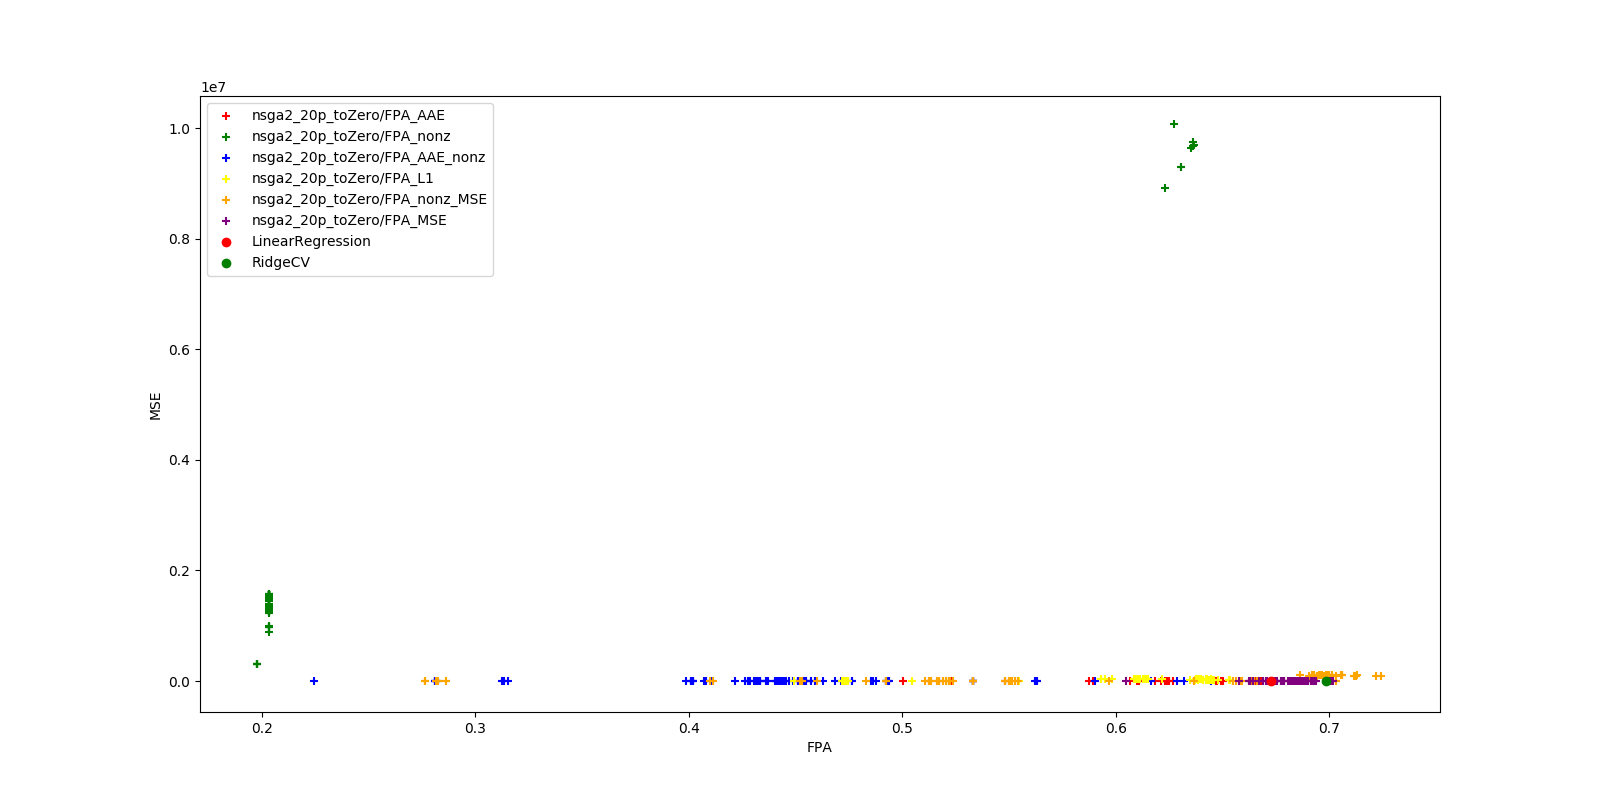 1e7
1.0
0.8
0.6
0.4
0.2
0.0
MSE
nsga2_20p_toZero/FPA_AAE
nsga2_20p_toZero/FPA_nonz
nsga2_20p_toZero/FPA_AAE_nonz
nsga2_20p_toZero/FPA_L1
nsga2_20p_toZero/FPA_nonz_MSE
nsga2_20p_toZero/FPA_MSE
LinearRegression
RidgeCV
0.2 0.3 0.4 0.5 0.6 0.7
FPA